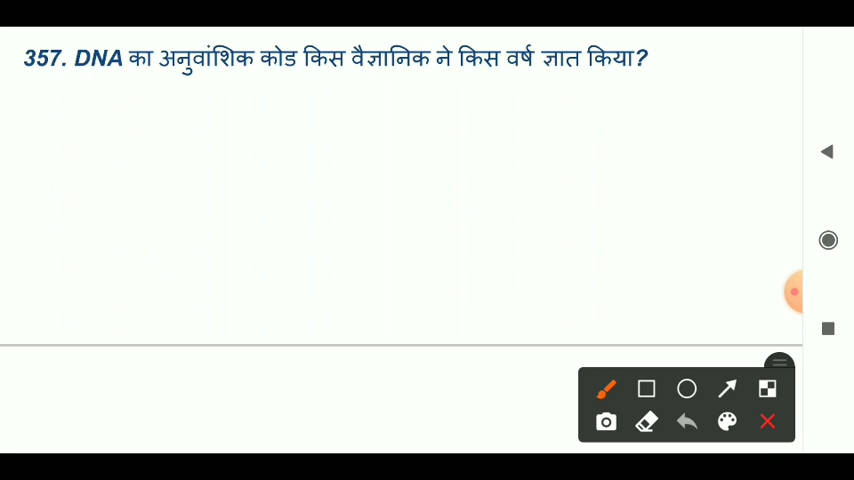 357. DNA का अनुवांशिक कोड किस वैज्ञानिक ने किस वर्ष ज्ञात किया?